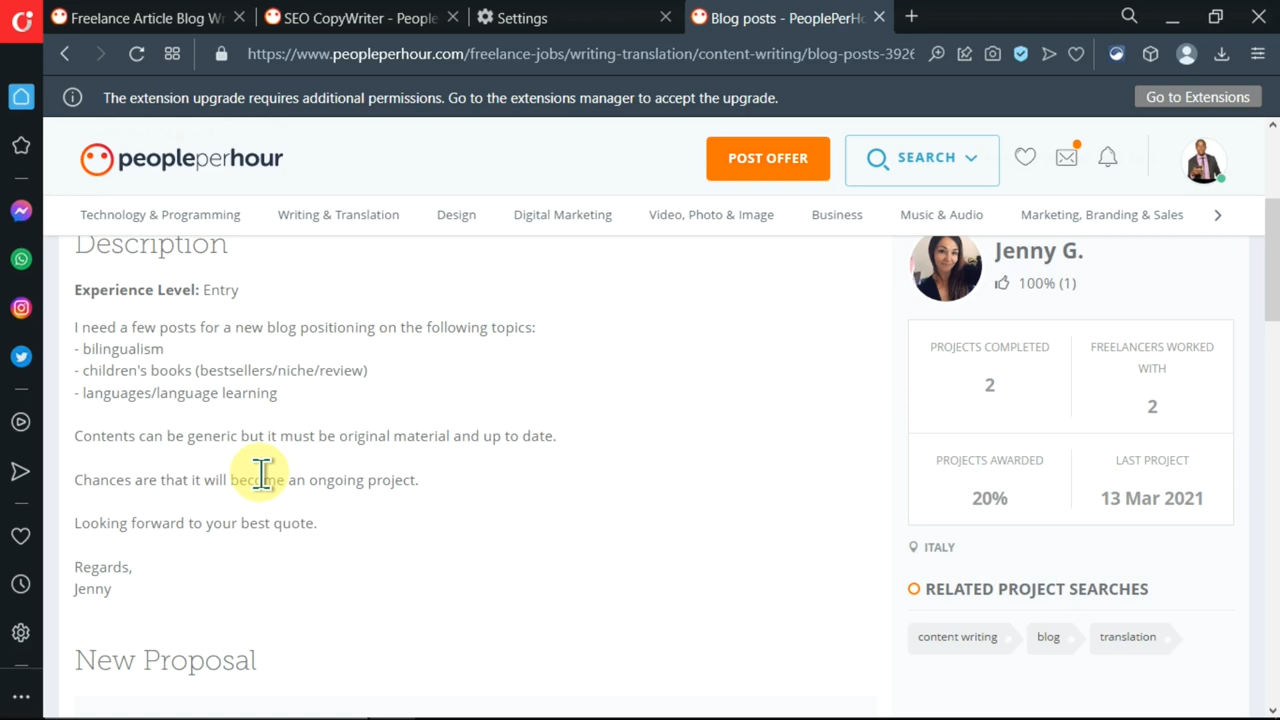 Freelance Article Blog W
SEO CopyWriter - People
Settings
Blog posts - PeoplePerH
https://www.peopleperhour.com/freelance-jobs/writing-translation/content-writing/blog-posts-3926
The extension upgrade requires additional permissions. Go to the extensions manager to accept the upgrade.
Go to Extensions
peopleperhour
POST OFFER
SEARCH
Technology & Programming
Writing & Translation
Design
Digital Marketing
Video, Photo & Image
Business
Music & Audio
Marketing, Branding & Sales
Description
Experience Level: Entry
I need a few posts for a new blog positioning on the following topics:
- bilingualism
- children's books (bestsellers/niche/review)
- languages/language learning
Contents can be generic but it must be original material and up to date.
Chances are that it will become an ongoing project.
Looking forward to your best quote.
Regards,
Jenny
New Proposal
Jenny G.
100% (1)
PROJECTS COMPLETED
2
FREELANCERS WORKED
WITH
2
PROJECTS AWARDED
20%
LAST PROJECT
13 Mar 2021
ITALY
RELATED PROJECT SEARCHES
content writing
blog
translation